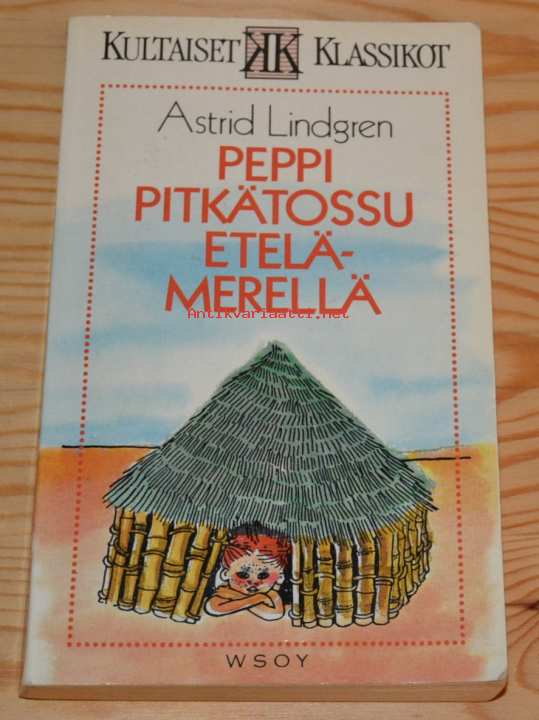 KULTAISET KK KLASSIKOT
Astrid Lindgren
PEPPI
PITKÄTOSSU
ETELÄ-
MERELLÄ
Antikvariaatti.net
WSOY